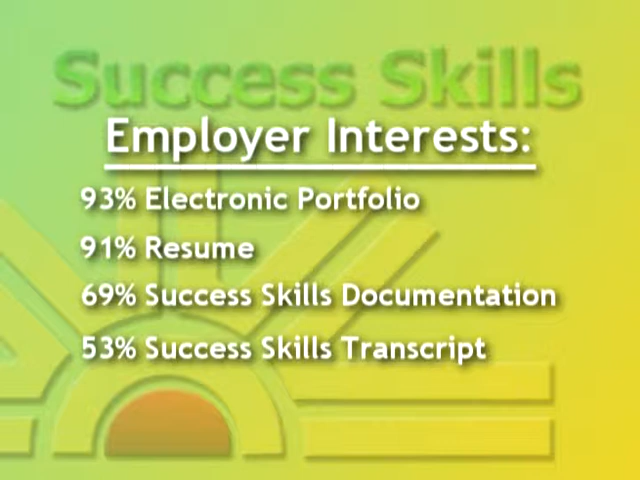 Success Skills
Employer Interests:
93% Electronic Portfolio
91% Resume
69% Success Skills Documentation
53% Success Skills Transcript